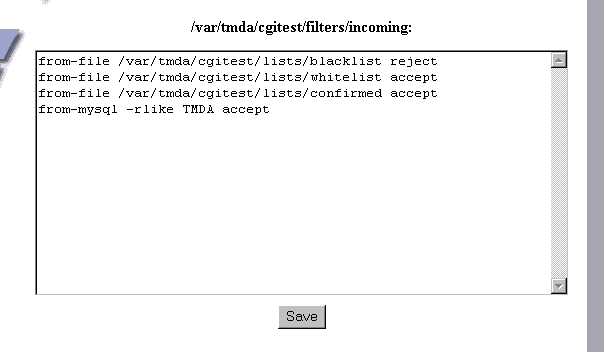 /var/tmda/cgitest/filters/incoming:
from-file /var/tmda/cgitest/lists/blacklist reject
from-file /var/tmda/cgitest/lists/whitelist accept
from-file /var/tmda/cgitest/lists/confirmed accept
from-mysql -rlike TMDA accept
Save